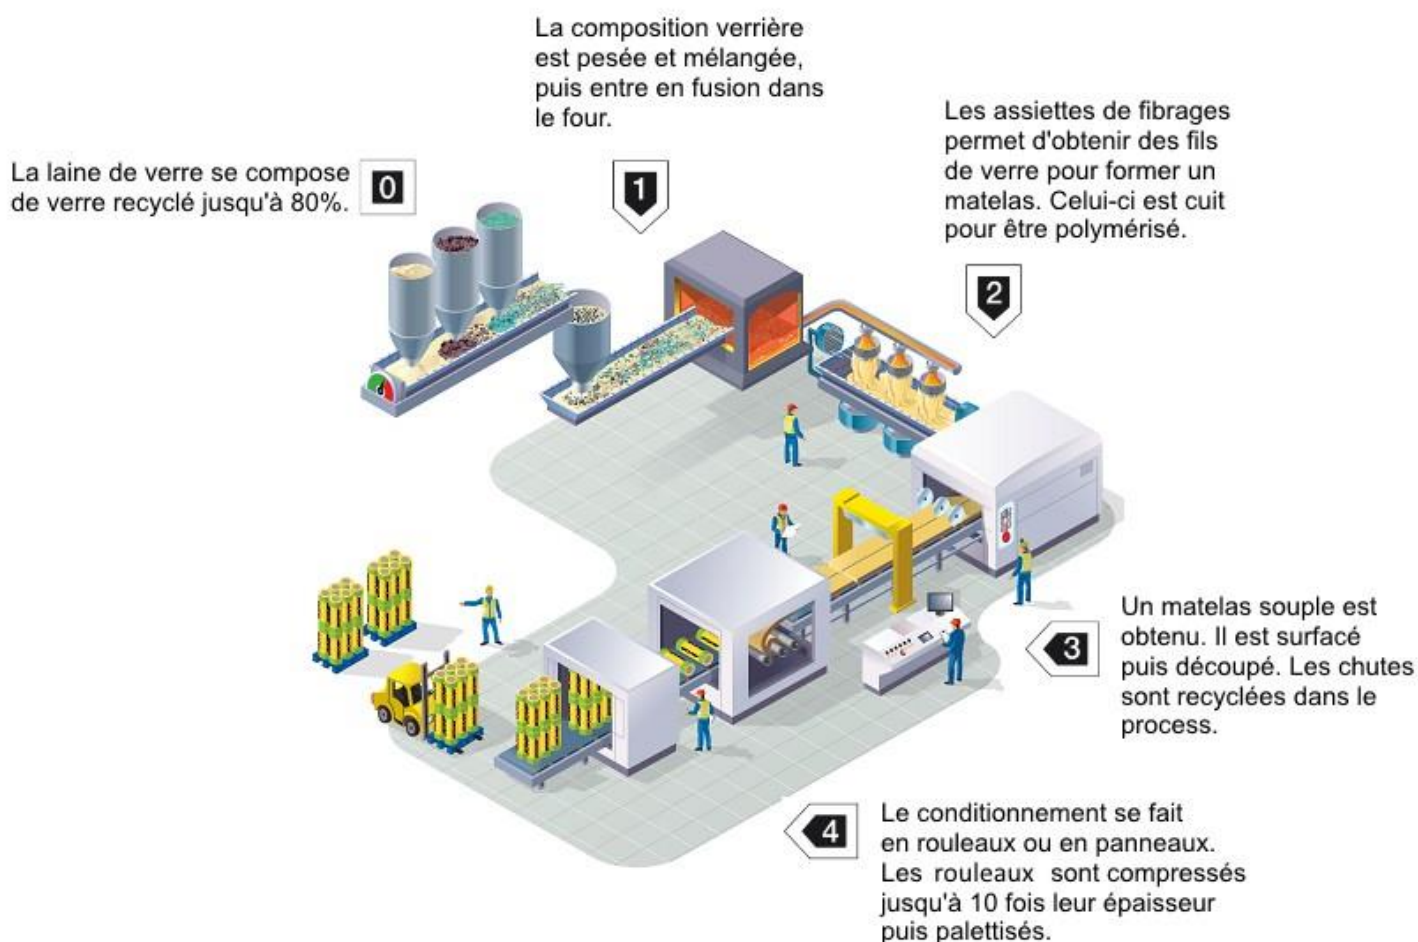 La composition verrière
est pesée et mélangée,
puis entre en fusion dans
le four.
Les assiettes de fibrages
permet d'obtenir des fils
de verre pour former un
matelas. Celui-ci est cuit
pour être polymérisé.
La laine de verre se compose
de verre recyclé jusqu'à 80%.
0
1
2
Un matelas souple est
obtenu. Il est surfacé
puis découpé. Les chutes
sont recyclées dans le
process.
3
4
Le conditionnement se fait
en rouleaux ou en panneaux.
Les rouleaux sont compressés
jusqu'à 10 fois leur épaisseur
puis palettisés.